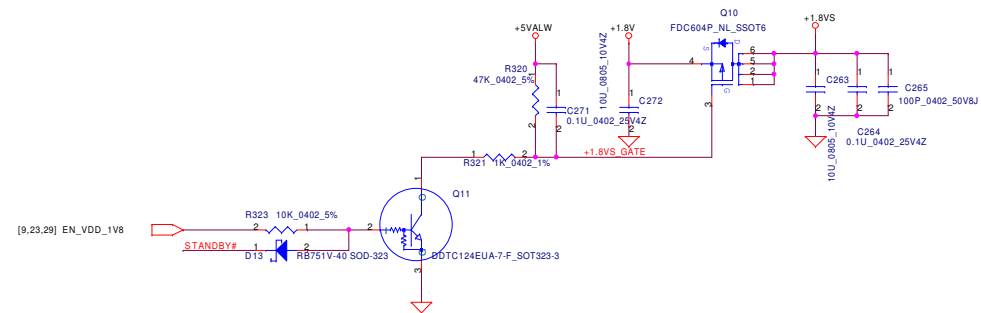 Q10
FDC604P_NL_SSOT6
+5VALW
+1.8V
+1.8VS
R320
47K_0402_5%
1
2
C271
0.1U_0402_25V4Z
1
2
10U_0805_10V4Z
C272
1
2
4
S
D
G
3
6
5
2
1
C263
1
2
10U_0805_10V4Z
1
2
C264
0.1U_0402_25V4Z
1
2
C265
100P_0402_50V8J
1
R321
2
1K_0402_1%
+1.8VS_GATE
1
Q11
2
3
DDTC124EUA-7-F_SOT323-3
R323 10K_0402_5%
2
1
[9,23,29] EN_VDD_1V8
STANDBY#
1
2
D13
RB751V-40 SOD-323